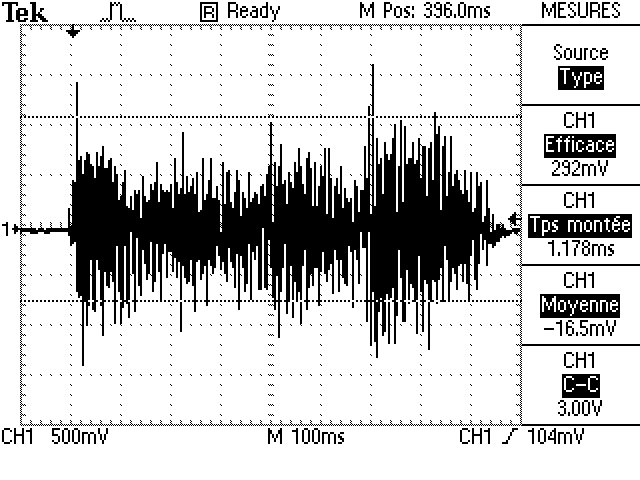 Tek R Ready M Pos: 396.0ms MESURES
Source
Type
CH1
Efficace
292mV
CH1
Tps montée
1.178ms
CH1
Moyenne
-16.5mV
CH1
C-C
3.00V
1
CH1 500mV M 100ms CH1 104mV